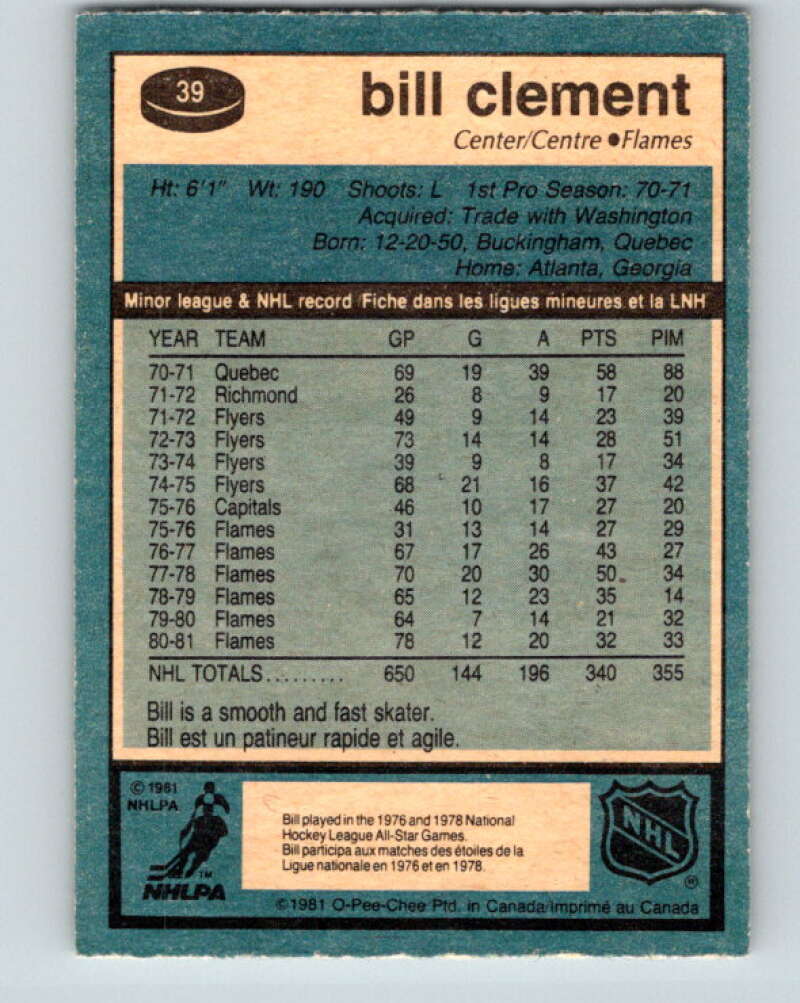 39
bill clement
Center/Centre ●Flames
Ht: 6'1" Wt: 190 Shoots: L 1st Pro Season: 70-71
Acquired: Trade with Washington
Born: 12-20-50, Buckingham, Quebec
Home: Atlanta, Georgia
Minor league & NHL record Fiche dans les ligues mineures et la LNH
YEAR TEAM GP G A PTS PIM
70-71 Quebec 69 19 39 58 88
71-72 Richmond 26 8 9 17 20
71-72 Flyers 49 9 14 23 39
72-73 Flyers 73 14 14 28 51
73-74 Flyers 39 9 8 17 34
74-75 Flyers 68 21 16 37 42
75-76 Capitals 46 10 17 27 20
75-76 Flames 31 13 14 27 29
76-77 Flames 67 17 26 43 27
77-78 Flames 70 20 30 50 34
78-79 Flames 65 12 23 35 14
79-80 Flames 64 7 14 21 32
80-81 Flames 78 12 20 32 33
NHL TOTALS......... 650 144 196 340 355
Bill is a smooth and fast skater.
Bill est un patineur rapide et agile.
© 1981
NHLPA
TM
NHLPA
Bill played in the 1976 and 1978 National
Hockey League All-Star Games.
Bill participa aux matches des étoiles de la
Ligue nationale en 1976 et en 1978.
NHL
®
©1981 O-Pee-Chee Ptd. in Canada/Imprimé au Canada